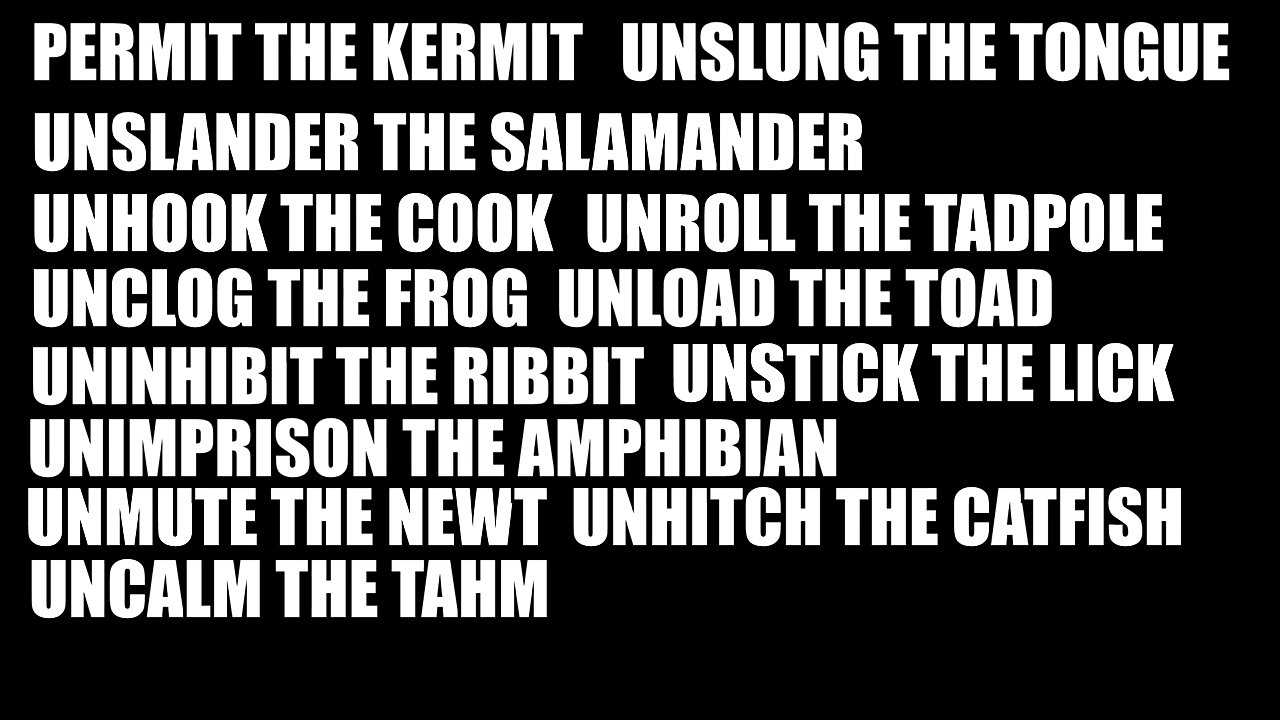 PERMIT THE KERMIT UNSLUNG THE TONGUE
UNSLANDER THE SALAMANDER
UNHOOK THE COOK UNROLL THE TADPOLE
UNCLOG THE FROG UNLOAD THE TOAD
UNINHIBIT THE RIBBIT UNSTICK THE LICK
UNIMPRISON THE AMPHIBIAN
UNMUTE THE NEWT UNHITCH THE CATFISH
UNCALM THE TAHM